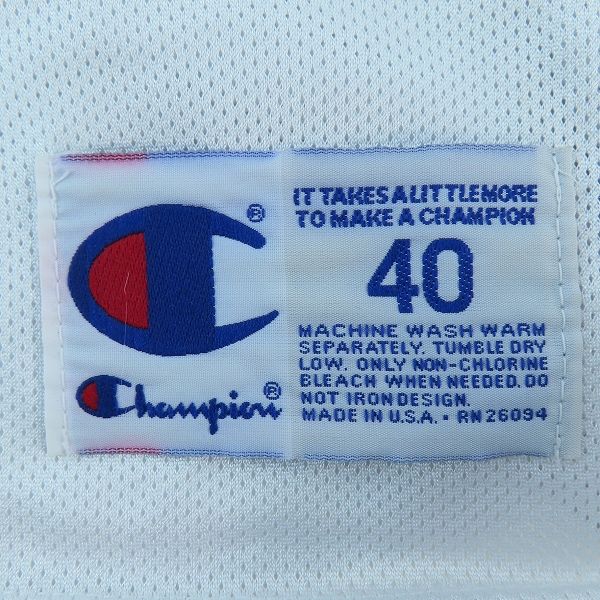 ®
Champion®
IT TAKES A LITTLE MORE
TO MAKE A CHAMPION
40
MACHINE WASH WARM
SEPARATELY. TUMBLE DRY
LOW. ONLY NON-CHLORINE
BLEACH WHEN NEEDED. DO
NOT IRON DESIGN.
MADE IN U.S.A. • RN 26094